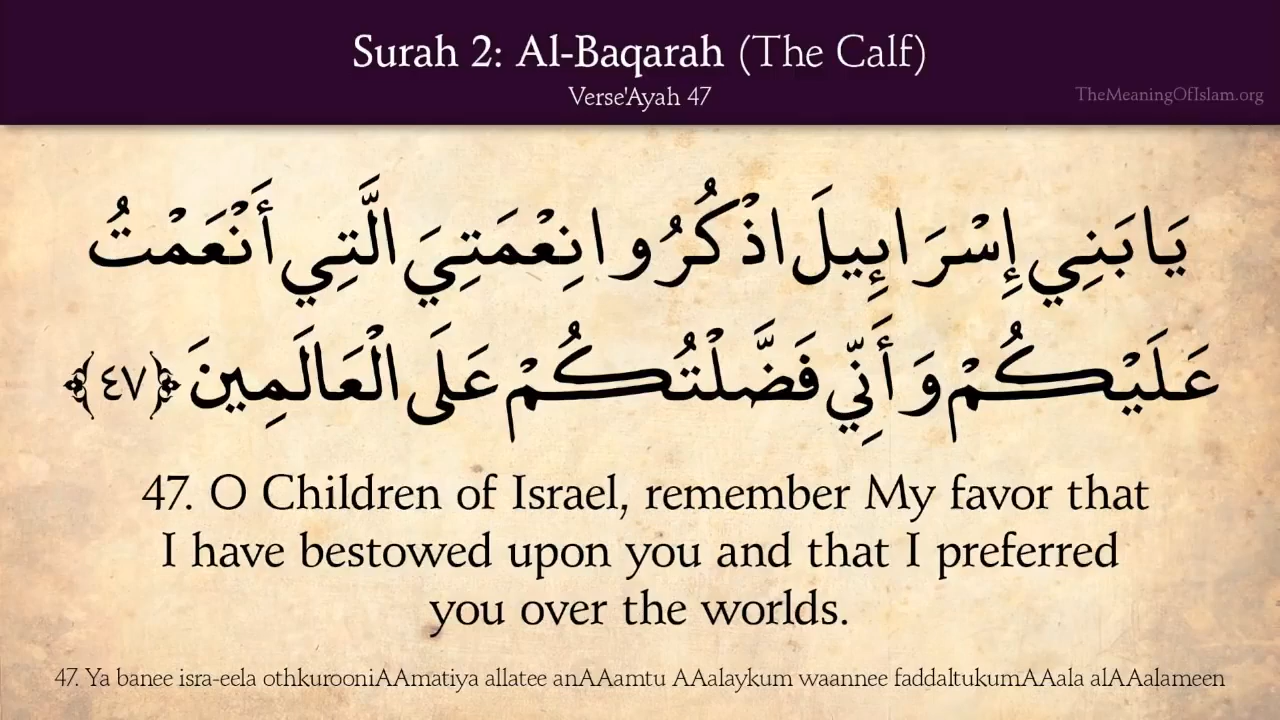 Surah 2: Al-Baqarah (The Calf)
Verse'Ayah 47
TheMeaningOfIslam.org
يَا بَنِي إِسْرَابِيلَ اذْكُرُوا نِعْمَتِيَ الَّتِي أَنْعَمْتُ
عَلَيْكُمْ وَأَنِّي فَضَّلْتُكُمْ عَلَى الْعَالَمِينَ ﴿٤٧﴾
47. O Children of Israel, remember My favor that
I have bestowed upon you and that I preferred
you over the worlds.
47. Ya banee isra-eela othkurooniAAmatiya allatee anAAamtu AAalaykum waannee faddaltukumAAala alAAalameen